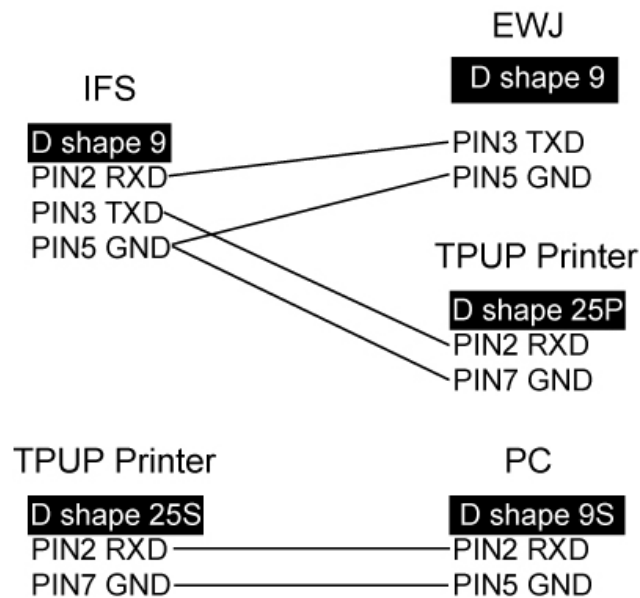 IFS
D shape 9
PIN2 RXD
PIN3 TXD
PIN5 GND
EWJ
D shape 9
PIN3 TXD
PIN5 GND
TPUP Printer
D shape 25P
PIN2 RXD
PIN7 GND
TPUP Printer
D shape 25S
PIN2 RXD
PIN7 GND
PC
D shape 9S
PIN2 RXD
PIN5 GND